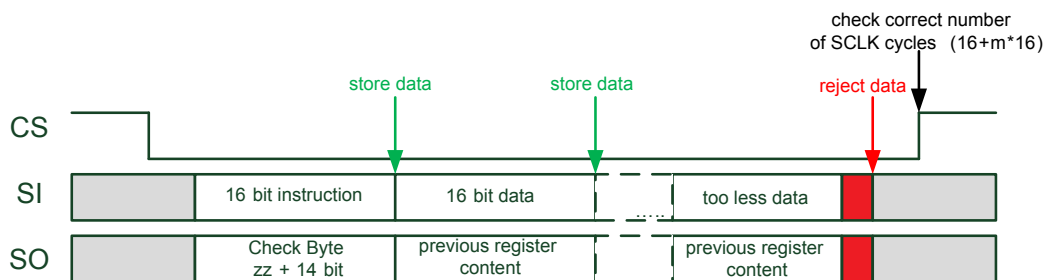 check correct number
of SCLK cycles (16+m*16)
store data
store data
reject data
CS
SI
16 bit instruction
16 bit data
.....
too less data
SO
Check Byte
zz + 14 bit
previous register
content
previous register
content